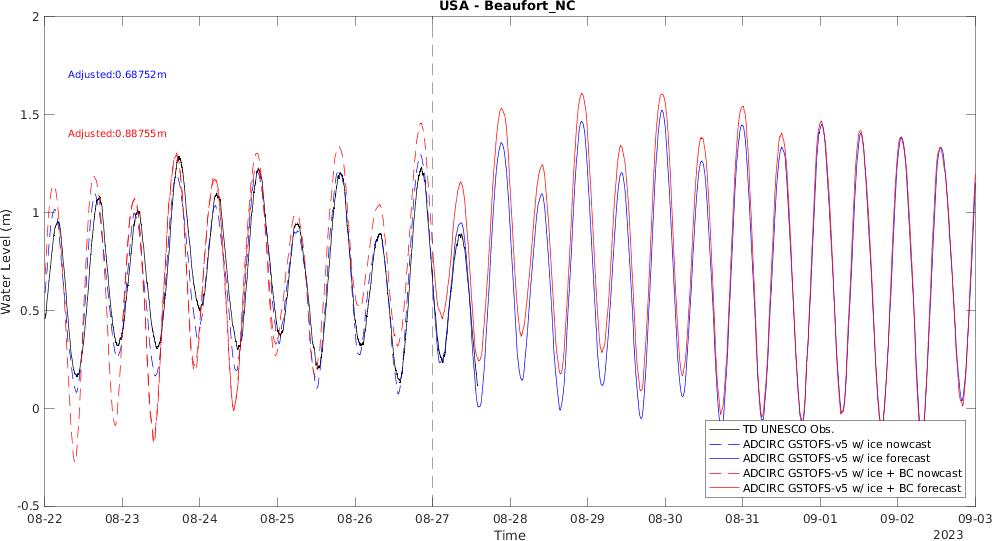 USA - Beaufort_NC
2
1.5
1
0.5
0
-0.5
Water Level (m)
Adjusted:0.68752m
Adjusted:0.88755m
TD UNESCO Obs.
ADCIRC GSTOFS-v5 w/ ice nowcast
ADCIRC GSTOFS-v5 w/ ice forecast
ADCIRC GSTOFS-v5 w/ ice + BC nowcast
ADCIRC GSTOFS-v5 w/ ice + BC forecast
08-22 08-23 08-24 08-25 08-26 08-27 08-28 08-29 08-30 08-31 09-01 09-02 09-03
Time
2023